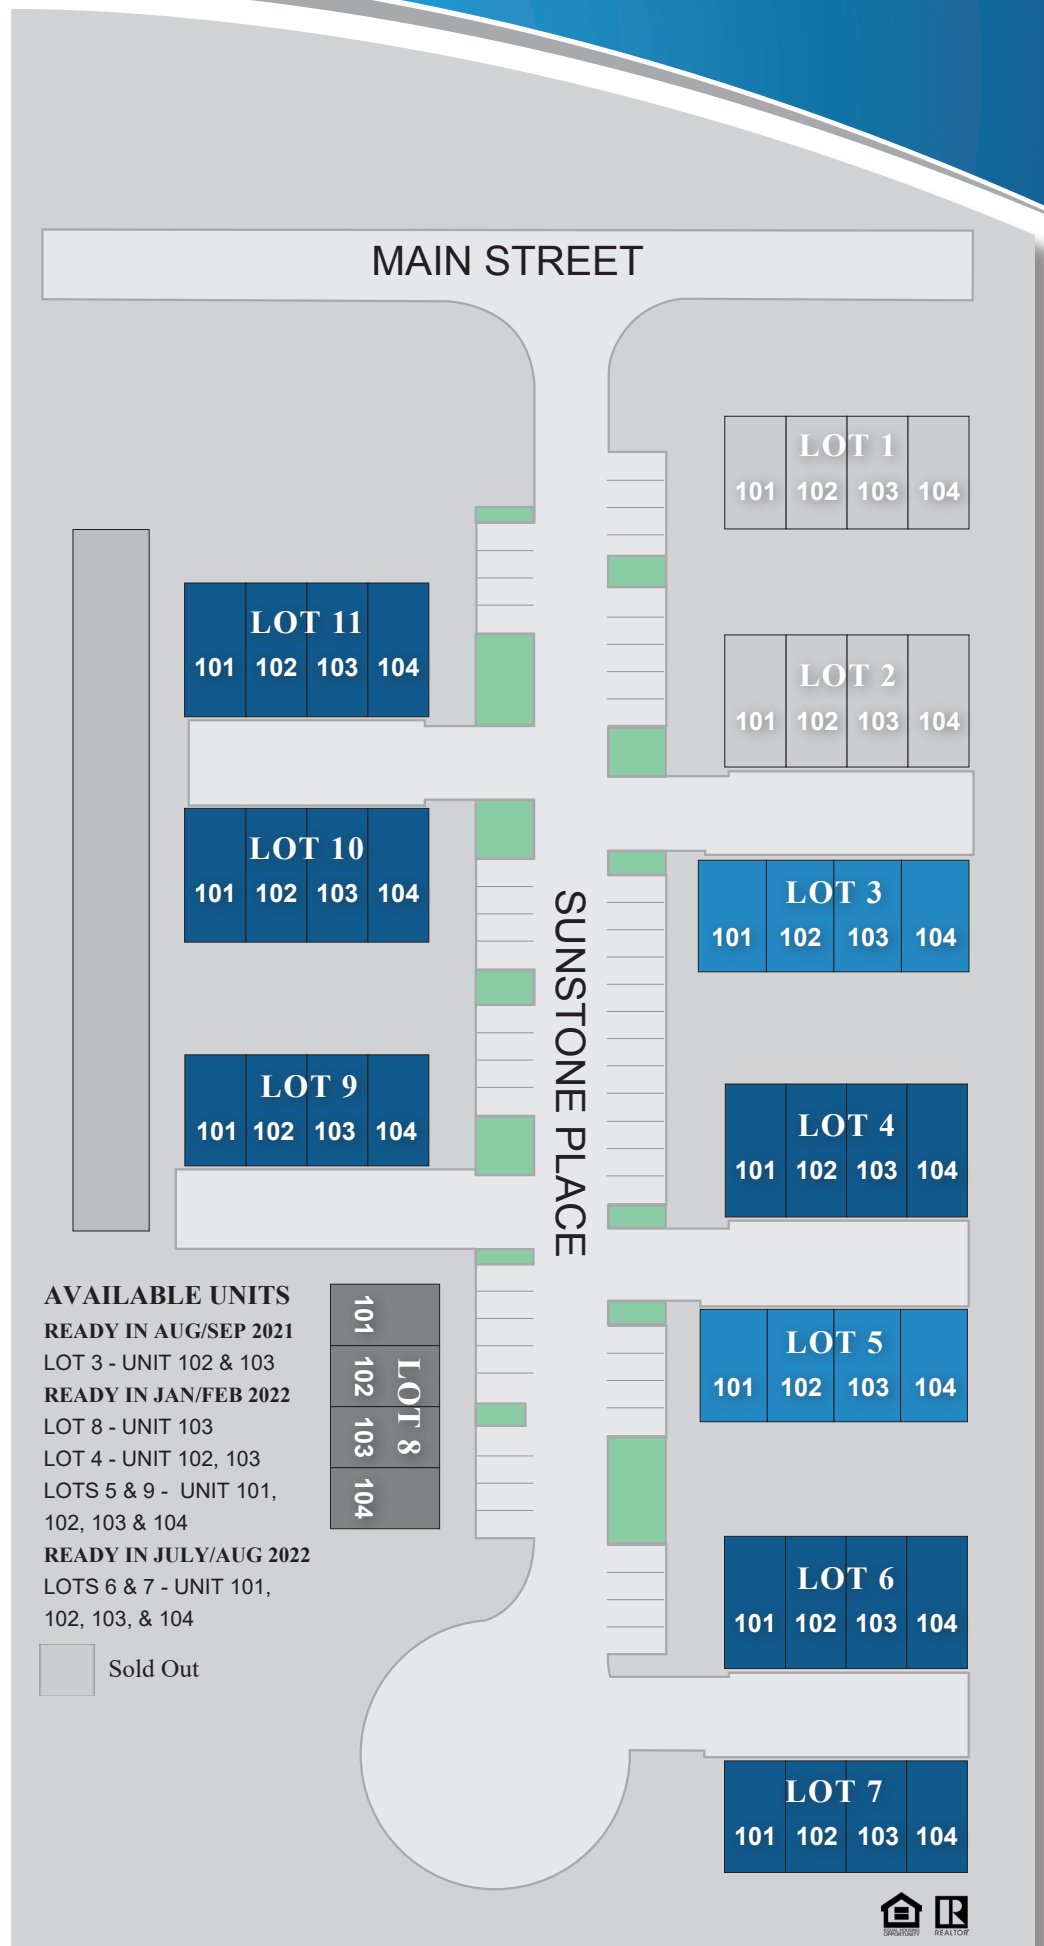 MAIN STREET
LOT 1
101 102 103 104
LOT 11
101 102 103 104
LOT 2
101 102 103 104
LOT 10
101 102 103 104
LOT 3
101 102 103 104
SUNSTONE PLACE
LOT 9
101 102 103 104
LOT 4
101 102 103 104
AVAILABLE UNITS
READY IN AUG/SEP 2021
LOT 3 - UNIT 102 & 103
READY IN JAN/FEB 2022
LOT 8 - UNIT 103
LOT 4 - UNIT 102, 103
LOTS 5 & 9 - UNIT 101,
102, 103 & 104
READY IN JULY/AUG 2022
LOTS 6 & 7 - UNIT 101,
102, 103, & 104
Sold Out
LOT 8
101 102 103 104
LOT 5
101 102 103 104
LOT 6
101 102 103 104
LOT 7
101 102 103 104
EQUAL HOUSING
OPPORTUNITY
REALTOR